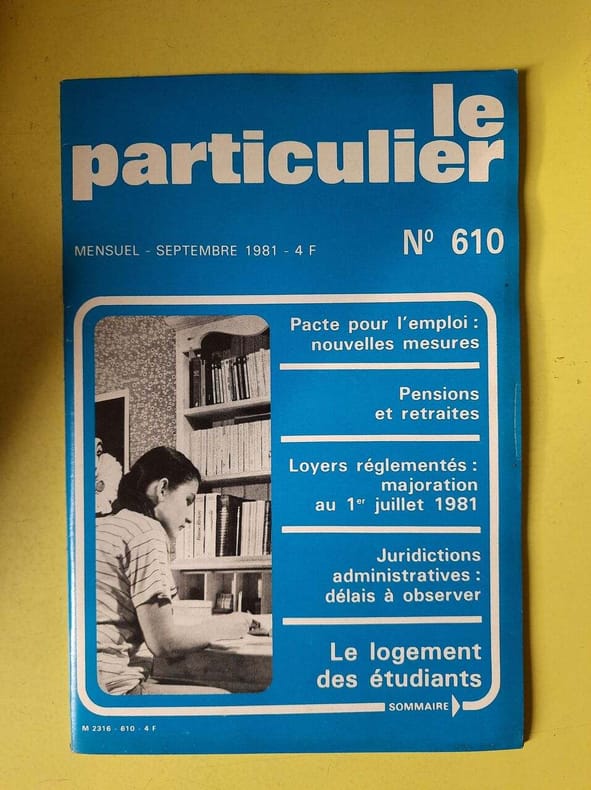 le
particulier
MENSUEL - SEPTEMBRE 1981 - 4 F
Nº 610
Pacte pour l'emploi :
nouvelles mesures
Pensions
et retraites
Loyers réglementés :
majoration
au 1er juillet 1981
Juridictions
administratives :
délais à observer
Le logement
des étudiants
SOMMAIRE
M 2316 - 610 - 4 F